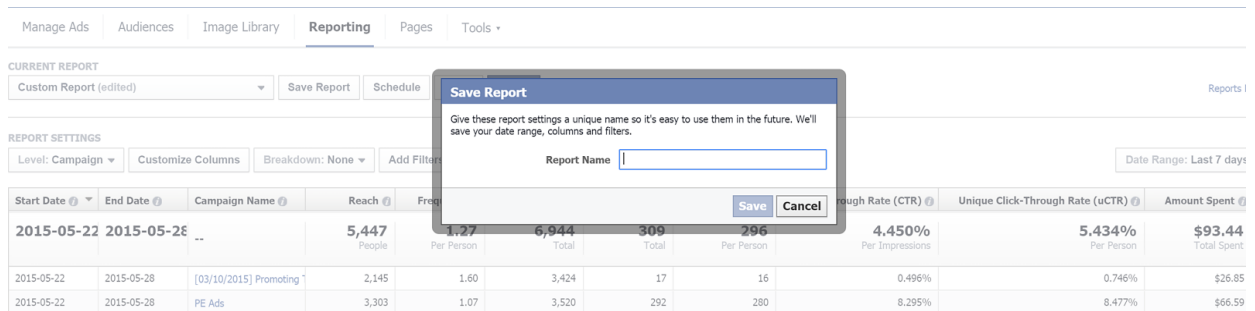 Manage Ads Audiences Image Library Reporting Pages Tools
CURRENT REPORT
Custom Report (edited) Save Report Schedule
Reports
Save Report
Give these report settings a unique name so it's easy to use them in the future. We'll
save your date range, columns and filters.
Report Name
Save Cancel
REPORT SETTINGS
Level: Campaign Customize Columns Breakdown: None Add Filters Date Range: Last 7 days
Start Date End Date Campaign Name Reach Frequ rough Rate (CTR) Unique Click-Through Rate (uCTR) Amount Spent
2015-05-22 2015-05-28 -- 5,447 1.27 6,944 309 296 4.450% 5.434% $93.44
People Per Person Total Total Per Person Per Impressions Per Person Total Spent
2015-05-22 2015-05-28 [03/10/2015] Promoting 2,145 1.60 3,424 17 16 0.496% 0.746% $26.85
2015-05-22 2015-05-28 PE Ads 3,303 1.07 3,520 292 280 8.295% 8.477% $66.59